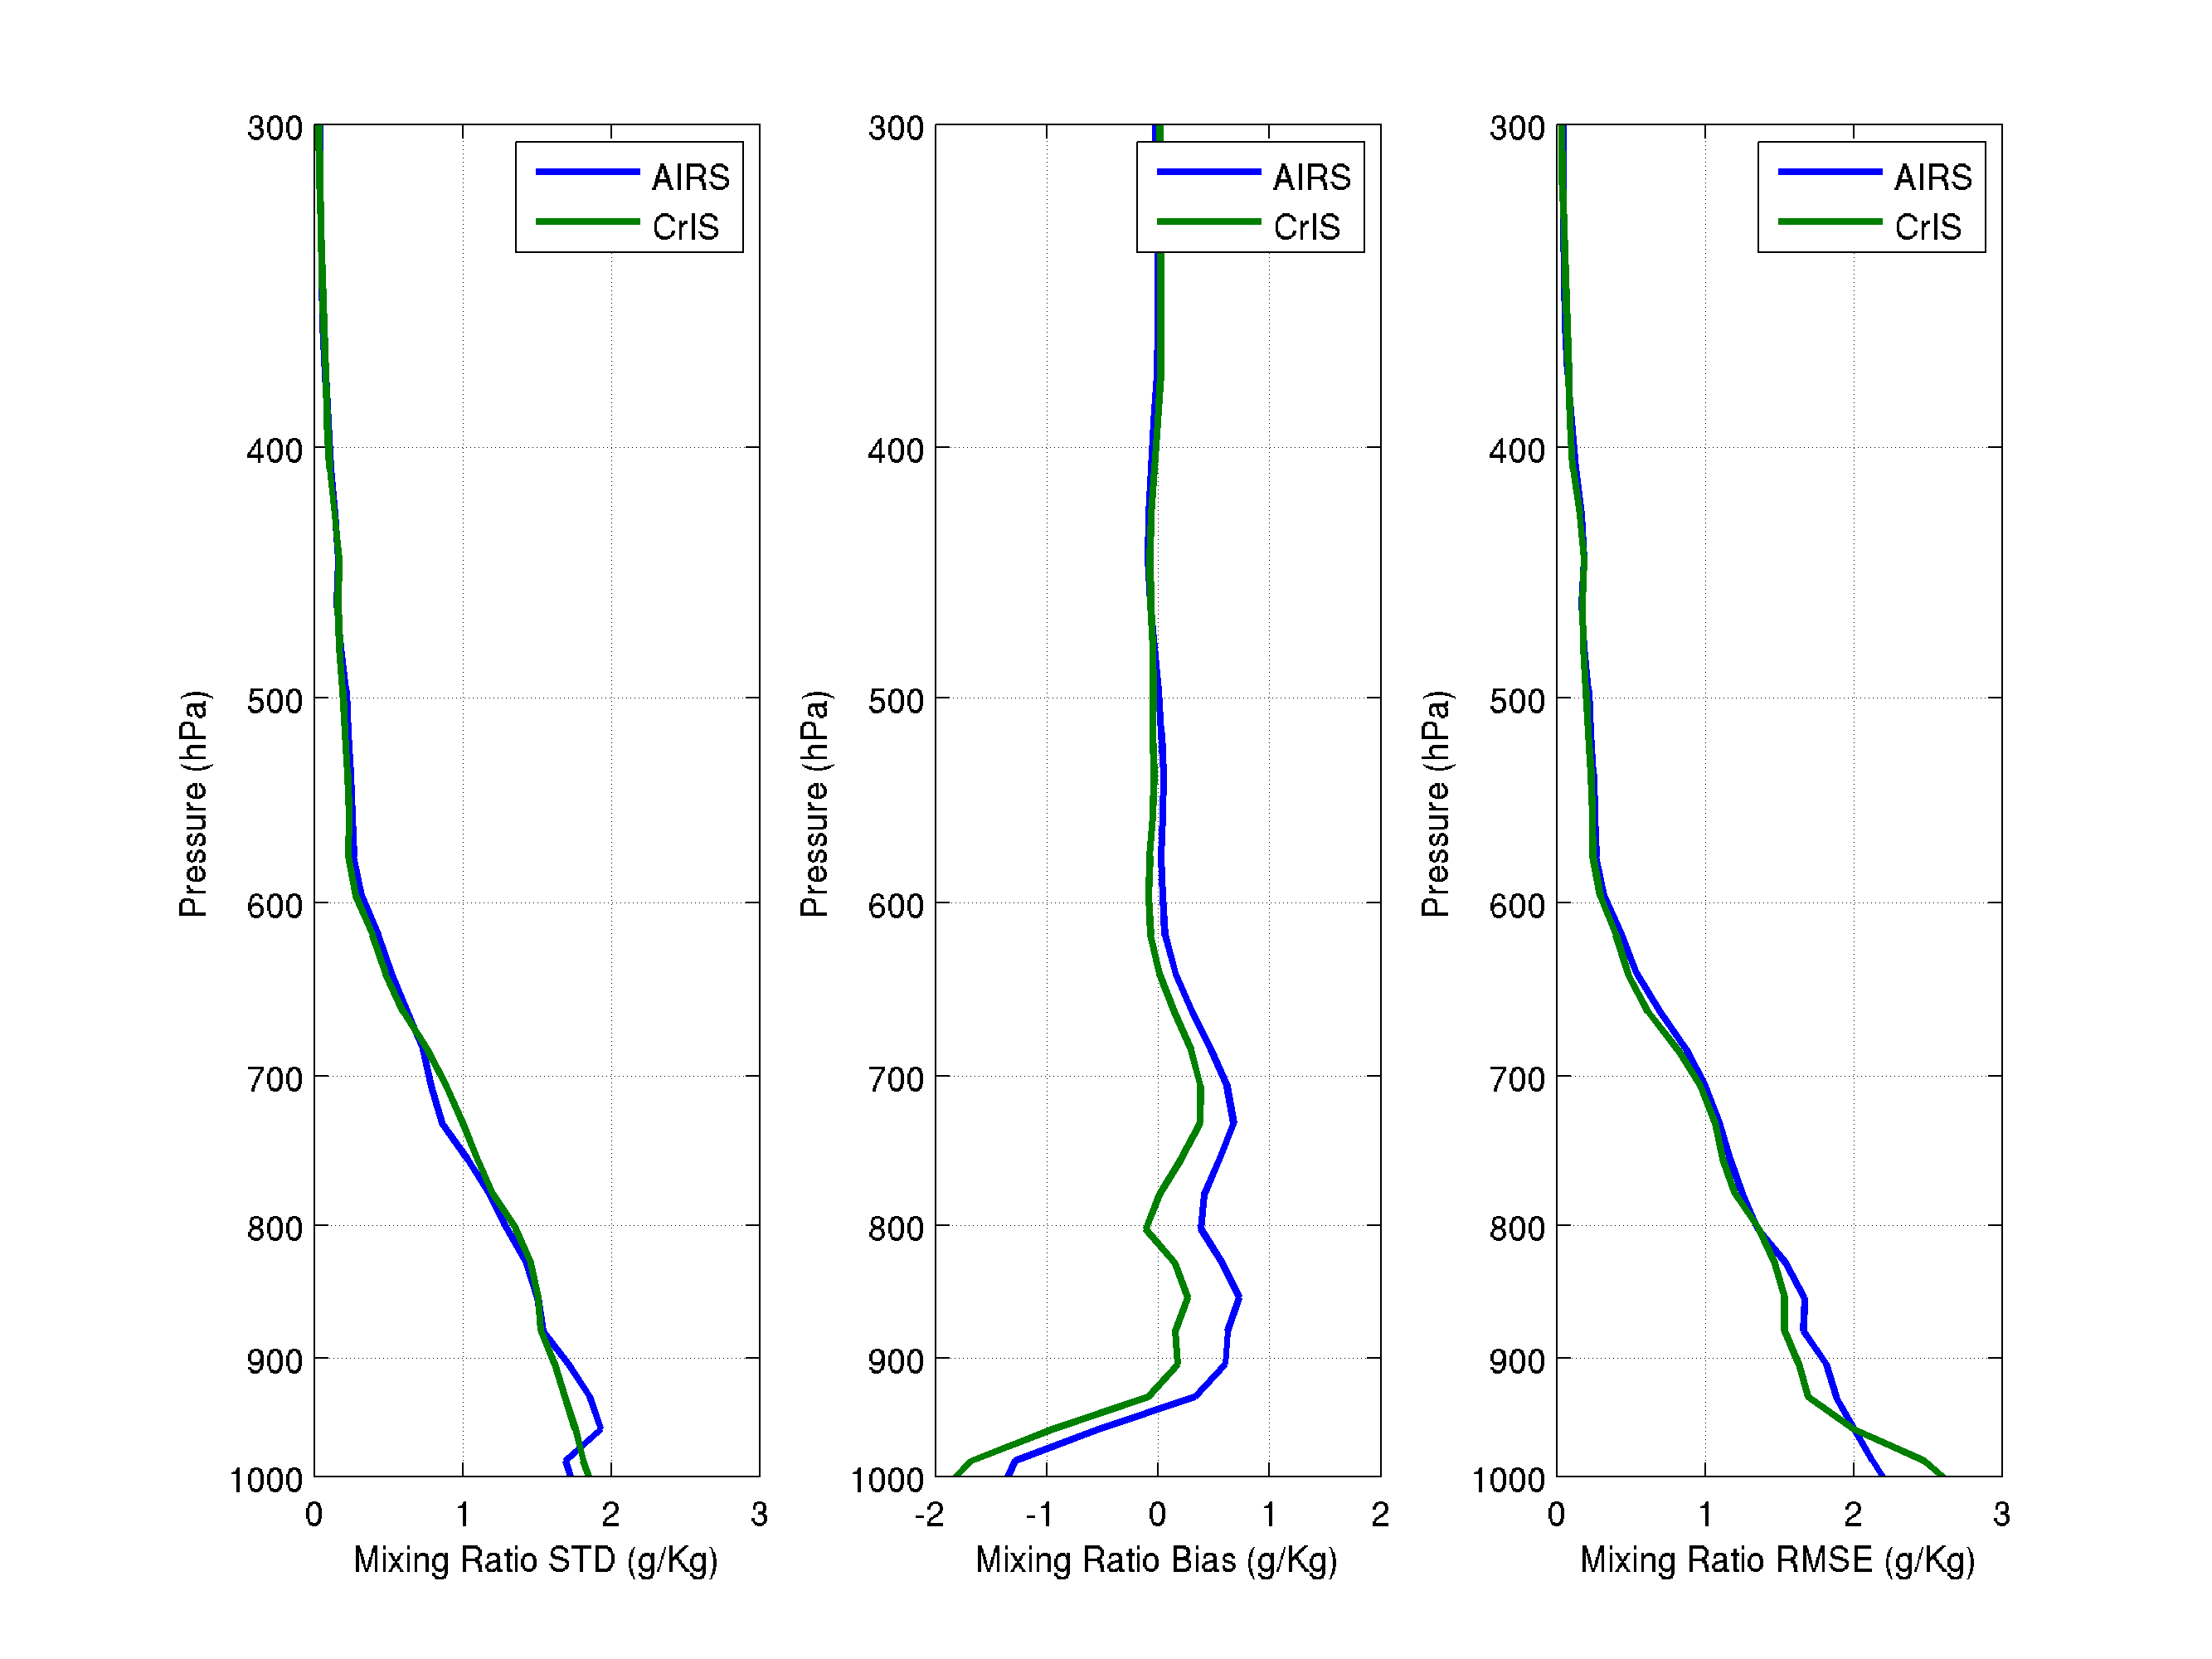 300
400
500
600
700
800
900
1000
0 1 2 3
Pressure (hPa)
Mixing Ratio STD (g/Kg)
AIRS
CrIS
300
400
500
600
700
800
900
1000
-2 -1 0 1 2
Pressure (hPa)
Mixing Ratio Bias (g/Kg)
AIRS
CrIS
300
400
500
600
700
800
900
1000
0 1 2 3
Pressure (hPa)
Mixing Ratio RMSE (g/Kg)
AIRS
CrIS